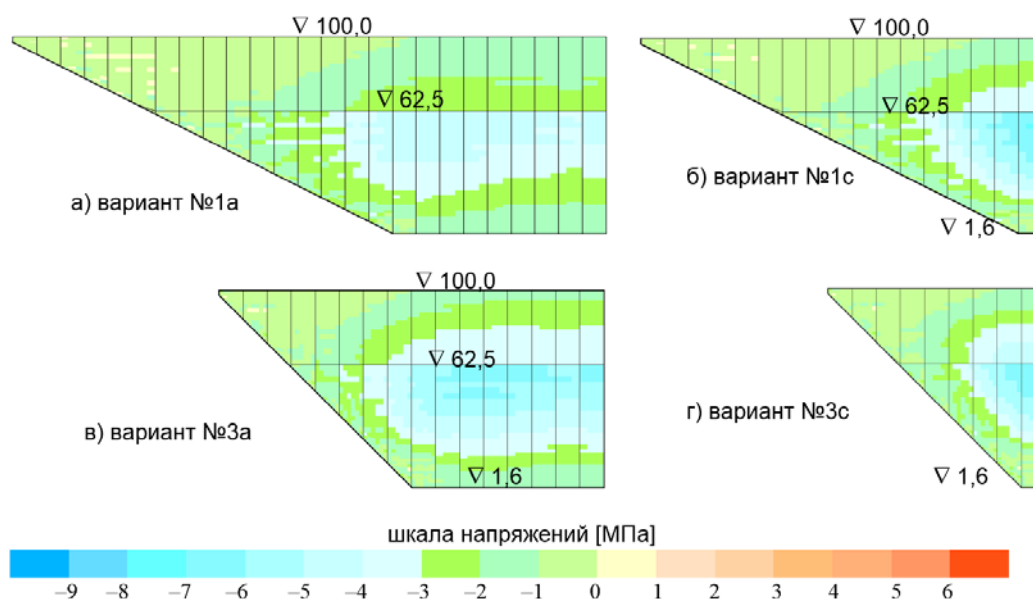 ∇ 100,0
∇ 62,5
а) вариант №1а
∇ 100,0
∇ 62,5
б) вариант №1с
∇ 1,6
∇ 100,0
∇ 62,5
в) вариант №3а
∇ 1,6
г) вариант №3с
∇ 1,6
шкала напряжений [МПа]
–9 –8 –7 –6 –5 –4 –3 –2 –1 0 1 2 3 4 5 6